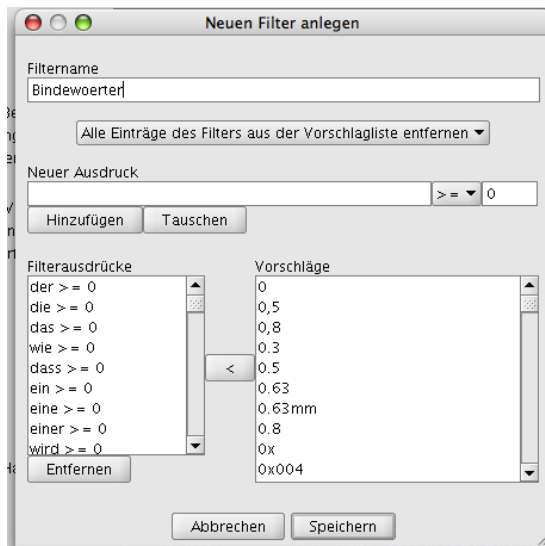 Neuen Filter anlegen
Filtername
Bindewoerter
Alle Einträge des Filters aus der Vorschlagliste entfernen
Neuer Ausdruck
>= 0
Hinzufügen Tauschen
Filterausdrücke
der >= 0
die >= 0
das >= 0
wie >= 0
dass >= 0
ein >= 0
eine >= 0
einer >= 0
wird >= 0
Entfernen
<
Vorschläge
0
0,5
0,8
0.3
0.5
0.63
0.63mm
0.8
0x
0x004
Abbrechen Speichern